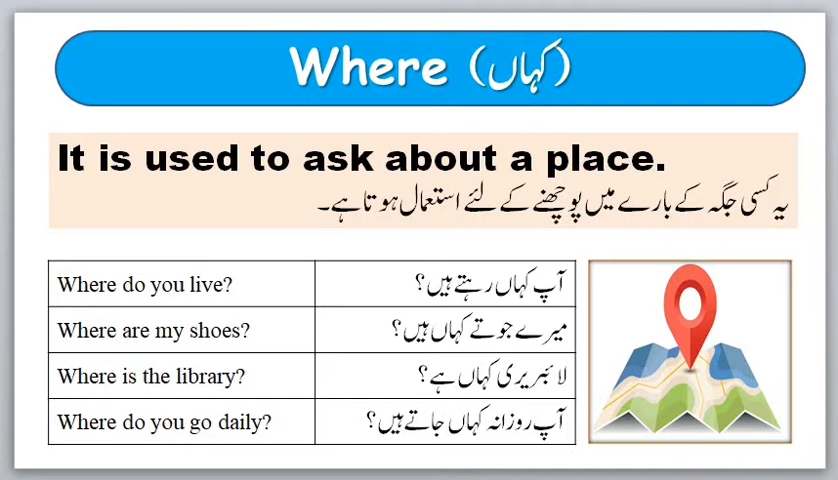 Where (کہاں)
It is used to ask about a place.
یہ کسی جگہ کے بارے میں پوچھنے کے لئے استعمال ہوتا ہے۔
Where do you live? آپ کہاں رہتے ہیں؟
Where are my shoes? میرے جوتے کہاں ہیں؟
Where is the library? لائبریری کہاں ہے؟
Where do you go daily? آپ روزانہ کہاں جاتے ہیں؟